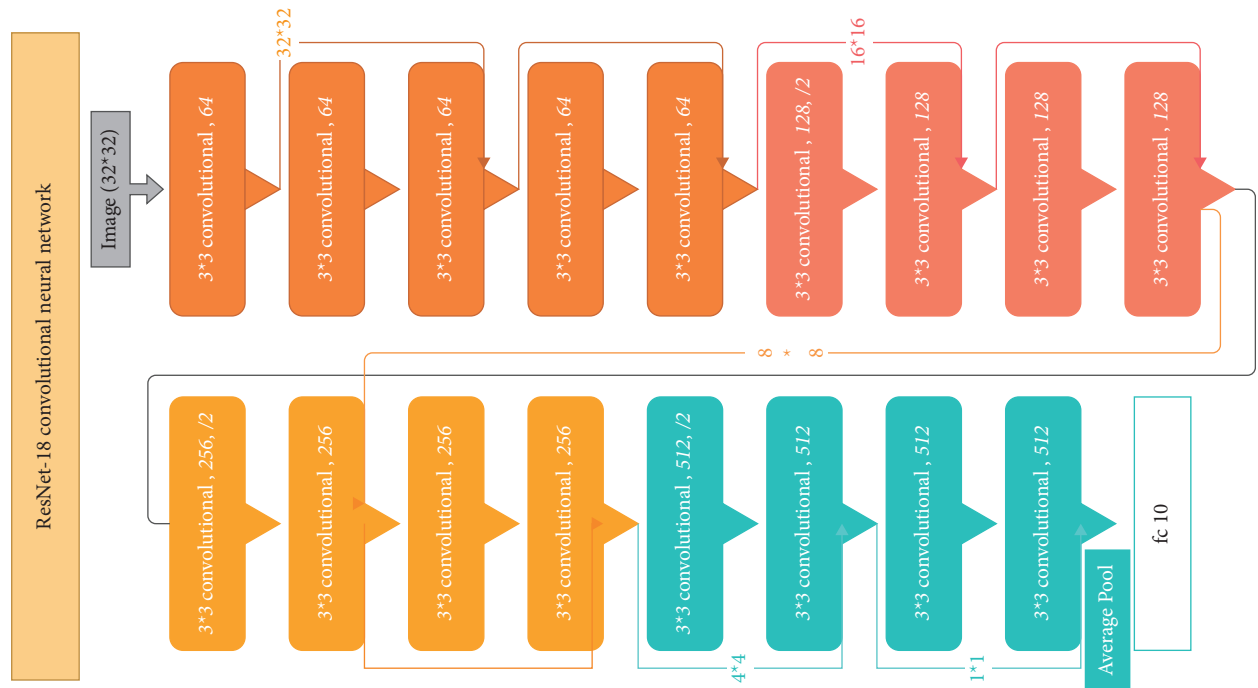 ResNet-18 convolutional neural network
Image (32*32)
3*3 convolutional , 64
32*32
3*3 convolutional , 64
3*3 convolutional , 64
3*3 convolutional , 64
3*3 convolutional , 64
3*3 convolutional , 128, /2
16*16
3*3 convolutional , 128
3*3 convolutional , 128
3*3 convolutional , 128
8 * 8
3*3 convolutional , 256, /2
3*3 convolutional , 256
3*3 convolutional , 256
3*3 convolutional , 256
3*3 convolutional , 512, /2
4*4
3*3 convolutional , 512
3*3 convolutional , 512
1*1
3*3 convolutional , 512
Average Pool
fc 10